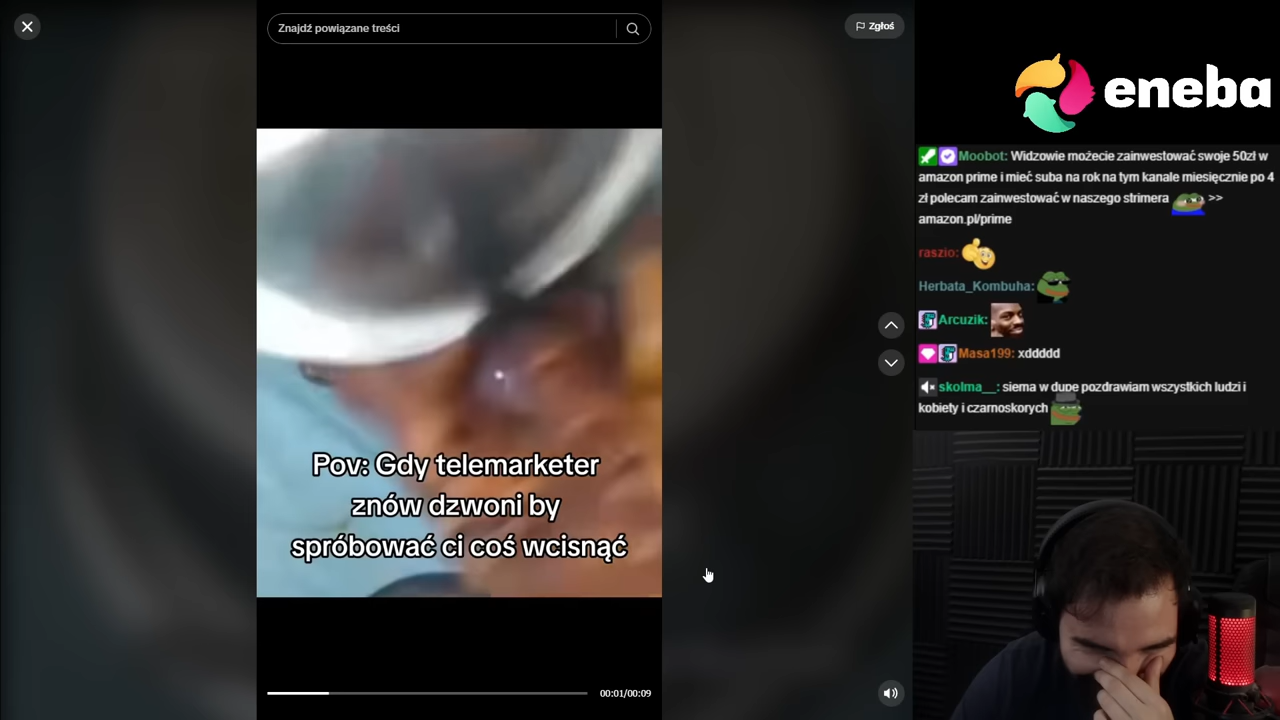 Znajdź powiązane treści
Zgłoś
Pov: Gdy telemarketer
znów dzwoni by
spróbować ci coś wcisnąć
00:01/00:09
eneba
Moobot: Widzowie możecie zainwestować swoje 50zł w
amazon prime i mieć suba na rok na tym kanale miesięcznie po 4
zł polecam zainwestować w naszego strimera >>
amazon.pl/prime
raszio:
Herbata_Kombuha:
Arcuzik:
Masa199: xddddd
skolma__: siema w dupe pozdrawiam wszystkich ludzi i
kobiety i czarnoskorych